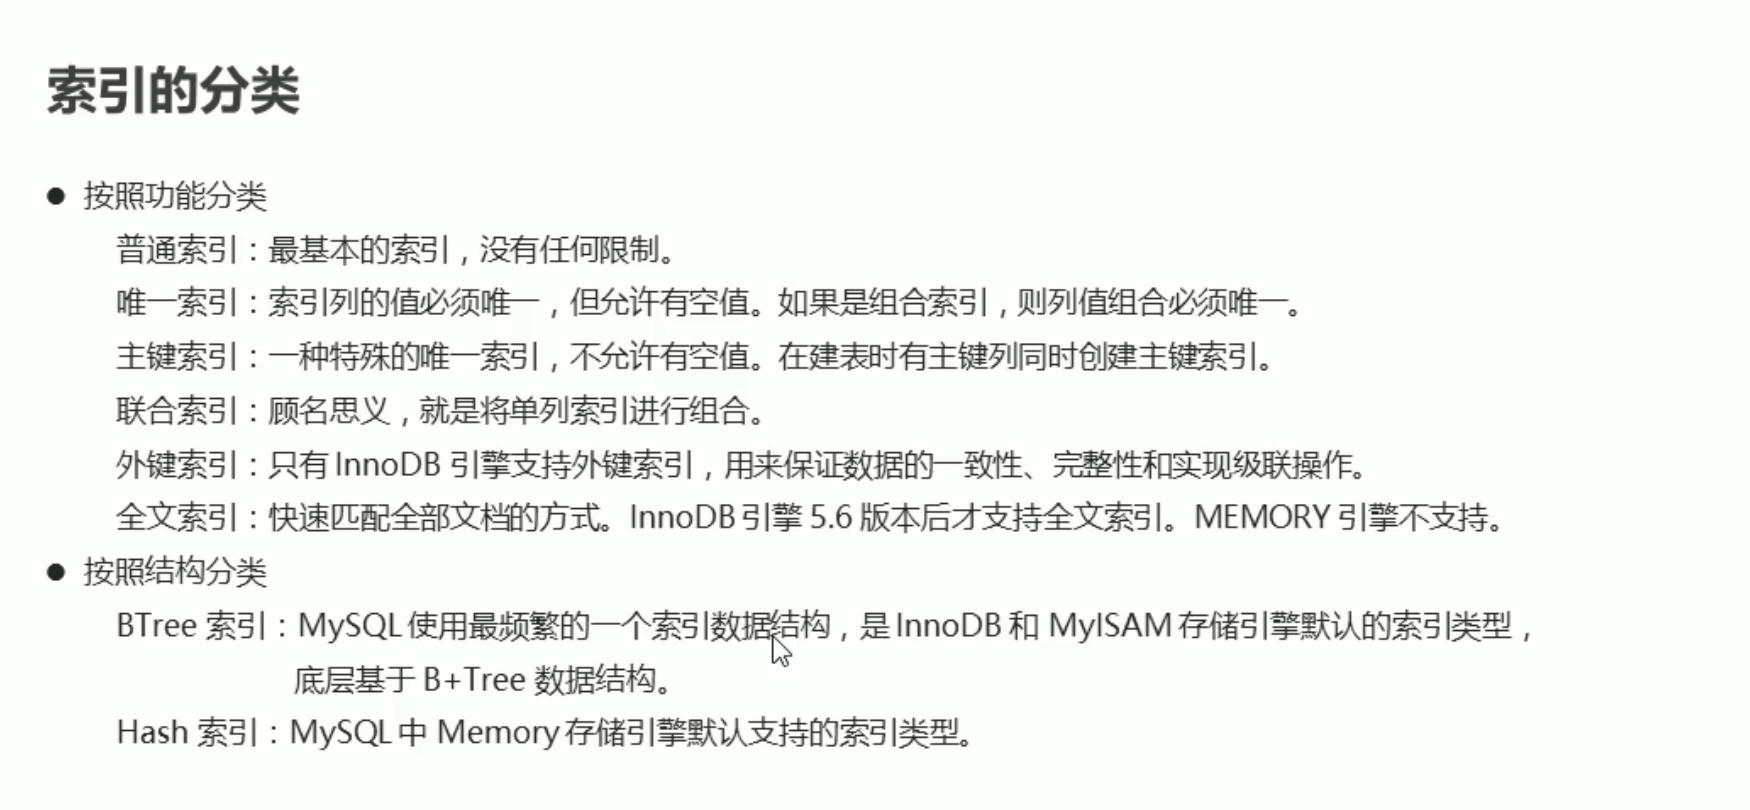 索引的分类
● 按照功能分类
普通索引：最基本的索引，没有任何限制。
唯一索引：索引列的值必须唯一，但允许有空值。如果是组合索引，则列值组合必须唯一。
主键索引：一种特殊的唯一索引，不允许有空值。在建表时有主键列同时创建主键索引。
联合索引：顾名思义，就是将单列索引进行组合。
外键索引：只有 InnoDB 引擎支持外键索引，用来保证数据的一致性、完整性和实现级联操作。
全文索引：快速匹配全部文档的方式。InnoDB 引擎 5.6 版本后才支持全文索引。MEMORY 引擎不支持。
● 按照结构分类
BTree 索引：MySQL 使用最频繁的一个索引数据结构，是 InnoDB 和 MyISAM 存储引擎默认的索引类型，
底层基于 B+Tree 数据结构。
Hash 索引：MySQL 中 Memory 存储引擎默认支持的索引类型。